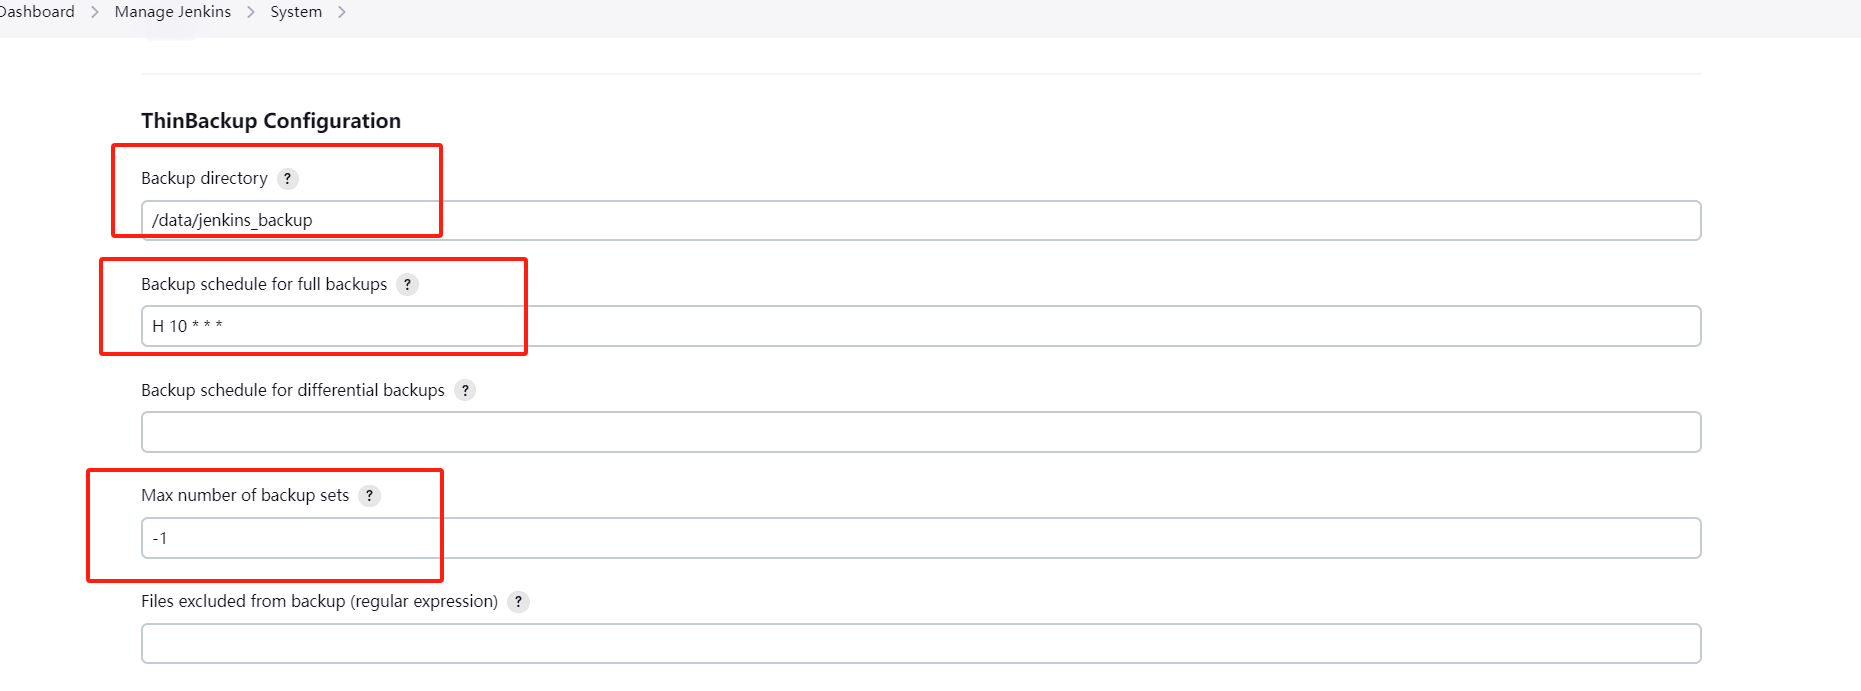 Dashboard > Manage Jenkins > System >
ThinBackup Configuration
Backup directory ?
/data/jenkins_backup
Backup schedule for full backups ?
H 10 * * *
Backup schedule for differential backups ?
Max number of backup sets ?
-1
Files excluded from backup (regular expression) ?